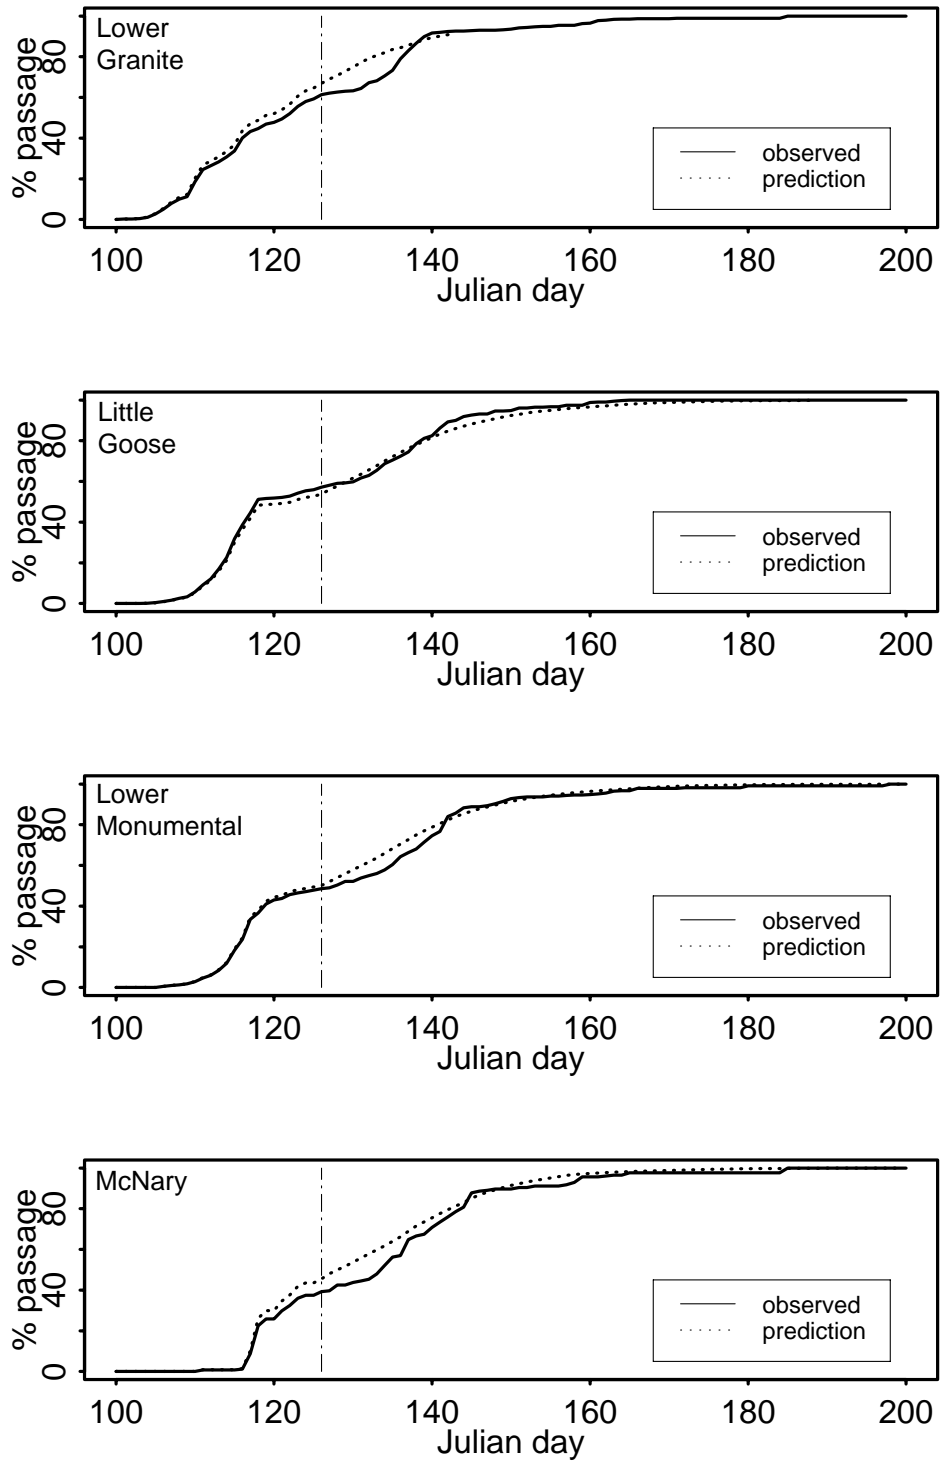 Lower
Granite
% passage
0
40
80
observed
prediction
100 120 140 160 180 200
Julian day
Little
Goose
% passage
0
40
80
observed
prediction
100 120 140 160 180 200
Julian day
Lower
Monumental
% passage
0
40
80
observed
prediction
100 120 140 160 180 200
Julian day
McNary
% passage
0
40
80
observed
prediction
100 120 140 160 180 200
Julian day